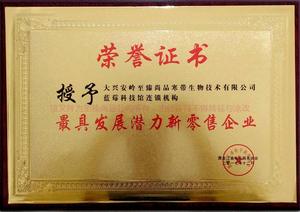 荣誉证书
授予
大兴安岭至臻尚品寒带生物技术有限公司
蓝莓科技馆连锁机构
最具发展潜力新零售企业